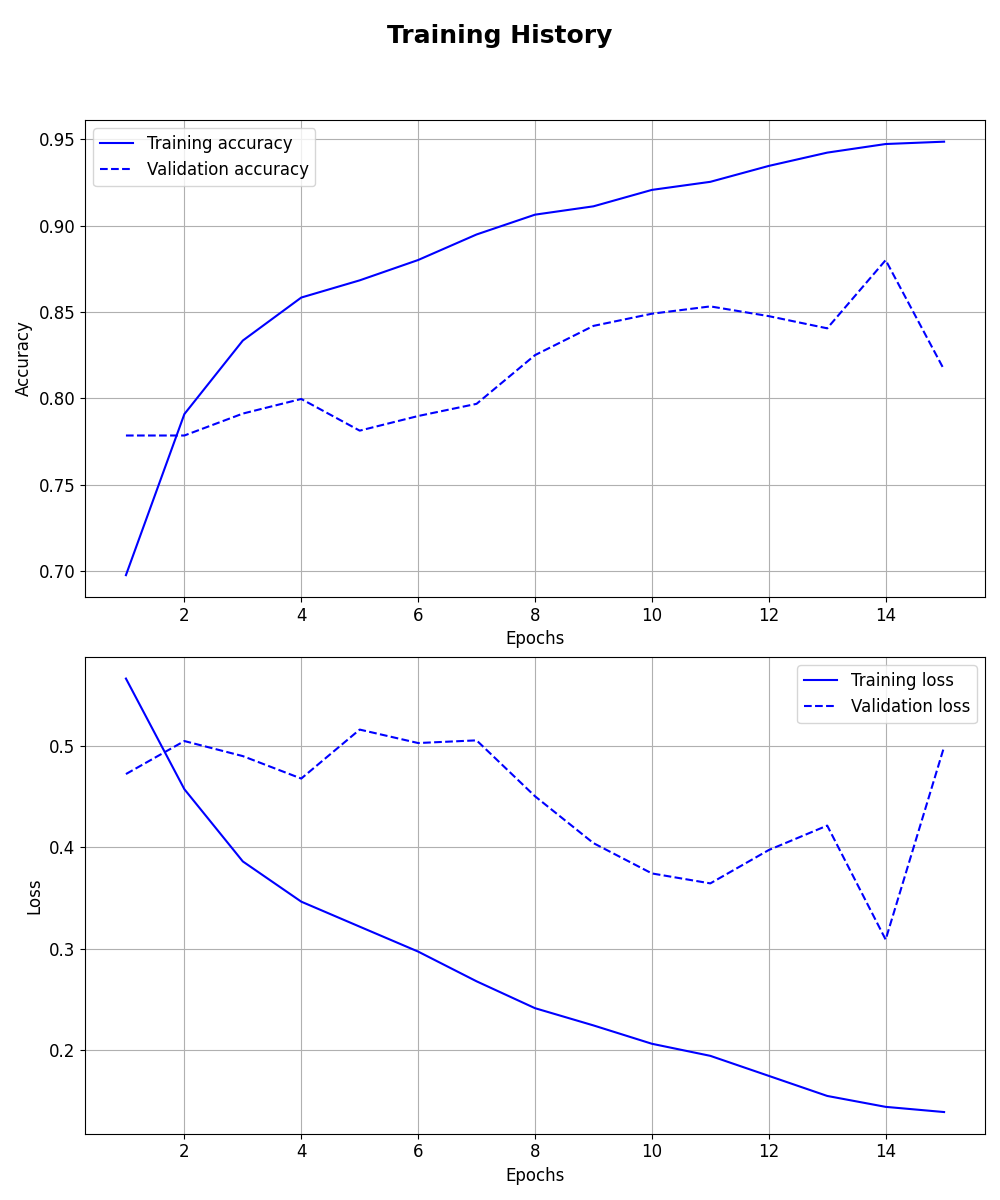 Training History
Training accuracy
Validation accuracy
0.95
0.90
0.85
0.80
0.75
0.70
Accuracy
2 4 6 8 10 12 14
Epochs
Training loss
Validation loss
0.5
0.4
0.3
0.2
Loss
2 4 6 8 10 12 14
Epochs